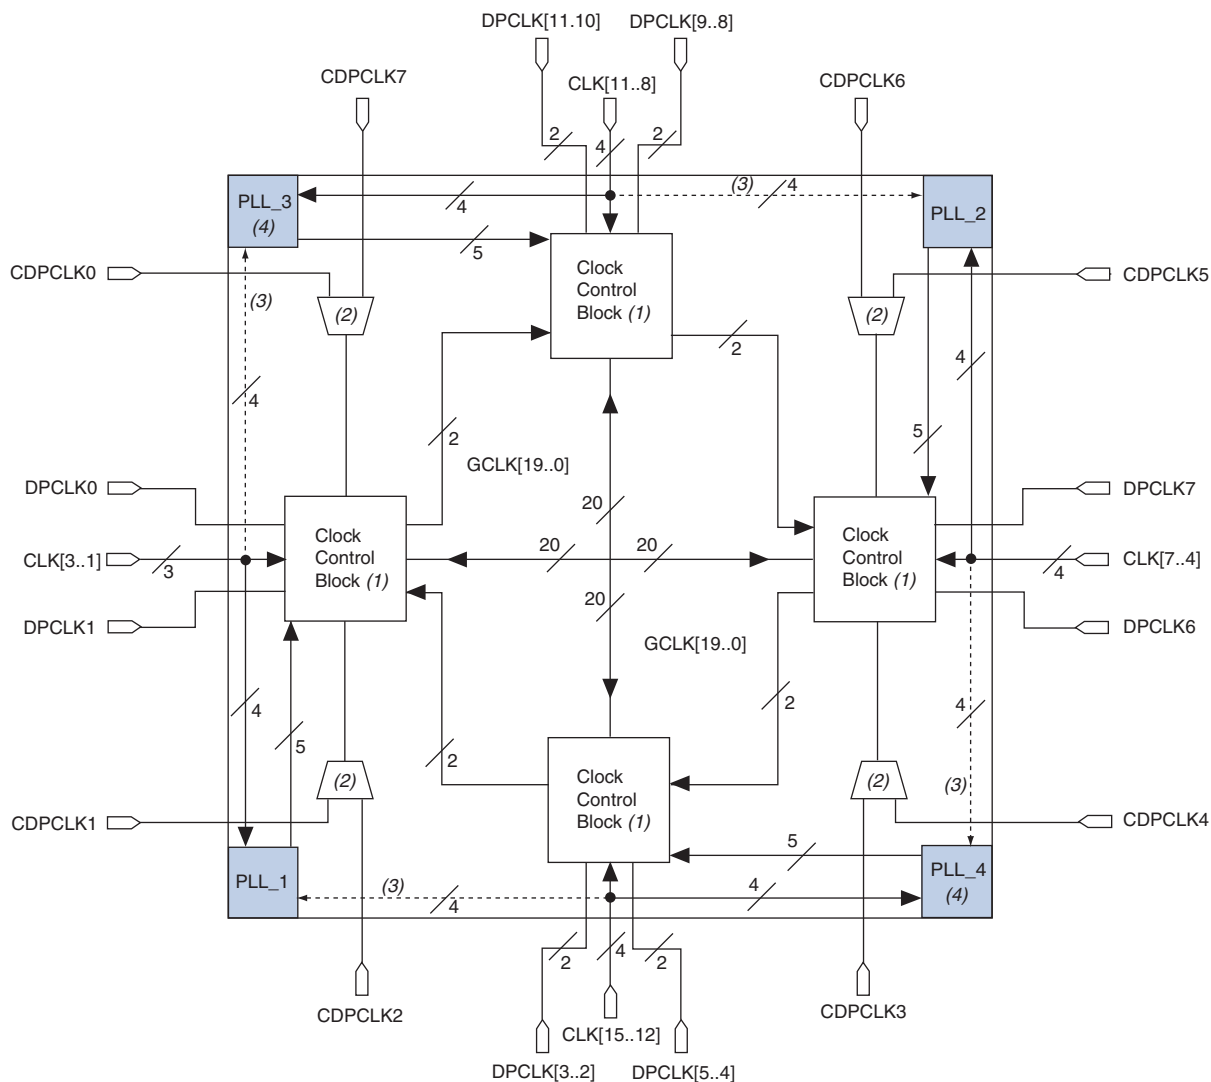 DPCLK[11.10]
DPCLK[9..8]
CDPCLK7
CLK[11..8]
CDPCLK6
2
4
2
PLL_3
(4)
4
(3)
4
PLL_2
5
CDPCLK0
(3)
(2)
Clock
Control
Block (1)
(2)
CDPCLK5
2
4
4
2
GCLK[19..0]
5
DPCLK0
20
DPCLK7
CLK[3..1]
3
Clock
Control
Block (1)
20
20
Clock
Control
Block (1)
4
CLK[7..4]
20
DPCLK1
DPCLK6
GCLK[19..0]
4
5
2
2
4
(2)
Clock
Control
Block (1)
(2)
(3)
CDPCLK1
CDPCLK4
5
PLL_1
(3)
4
4
PLL_4
(4)
2
4
2
CDPCLK2
CDPCLK3
CLK[15..12]
DPCLK[3..2]
DPCLK[5..4]